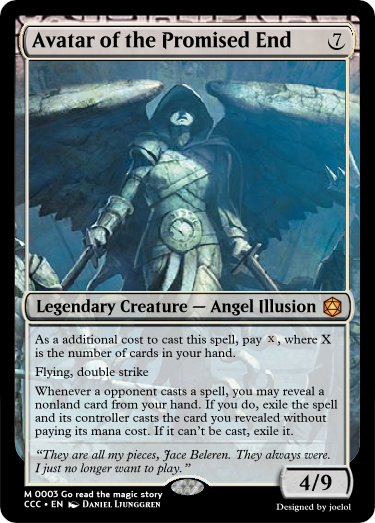 Avatar of the Promised End 7
Legendary Creature — Angel Illusion
As a additional cost to cast this spell, pay X, where X
is the number of cards in your hand.
Flying, double strike
Whenever a opponent casts a spell, you may reveal a
nonland card from your hand. If you do, exile the spell
and its controller casts the card you revealed without
paying its mana cost. If it can't be cast, exile it.
"They are all my pieces, Jace Beleren. They always were.
I just no longer want to play."
4/9
M 0003 Go read the magic story
CCC • EN Daniel Ljunggren
Designed by joelol